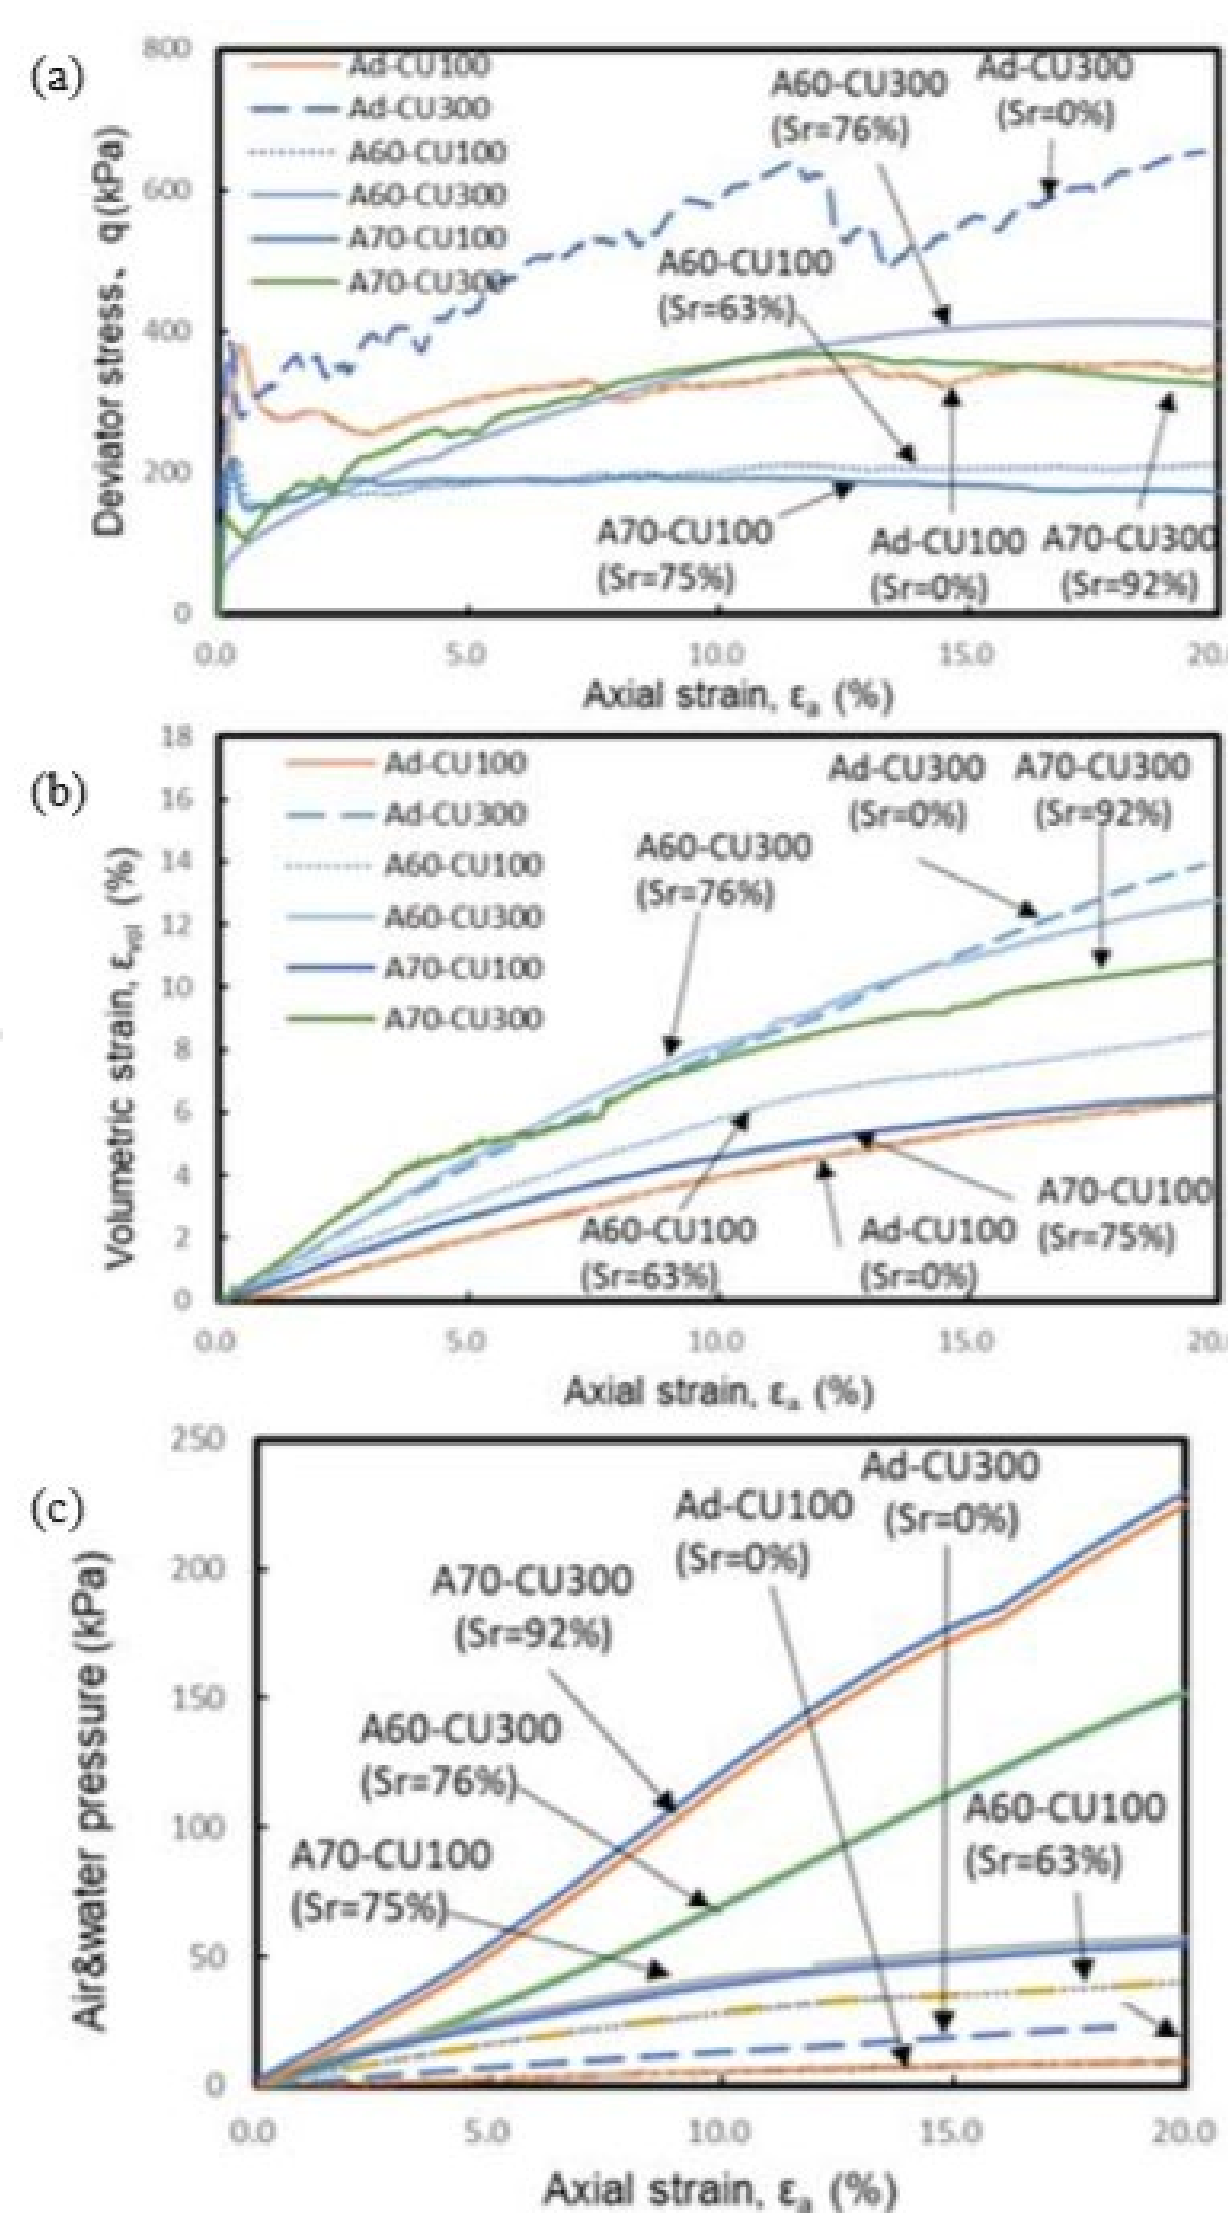 (a)
800
600
400
200
0
Deviator stress、q(kPa)
Ad-CU100
Ad-CU300
A60-CU100
A60-CU300
A70-CU100
A70-CU300
A60-CU300
(Sr=76%)
Ad-CU300
(Sr=0%)
A60-CU100
(Sr=63%)
A70-CU100
(Sr=75%)
Ad-CU100
(Sr=0%)
A70-CU300
(Sr=92%)
0.0 5.0 10.0 15.0 20.
Axial strain, εa (%)
(b)
18
16
14
12
10
8
6
4
2
0
Volumetric strain, εvol (%)
Ad-CU100
Ad-CU300
A60-CU100
A60-CU300
A70-CU100
A70-CU300
Ad-CU300
(Sr=0%)
A70-CU300
(Sr=92%)
A60-CU300
(Sr=76%)
A60-CU100
(Sr=63%)
Ad-CU100
(Sr=0%)
A70-CU100
(Sr=75%)
0.0 5.0 10.0 15.0 20.
Axial strain, εa (%)
(c)
250
200
150
100
50
0
Air&water pressure (kPa)
Ad-CU300
(Sr=0%)
Ad-CU100
(Sr=0%)
A70-CU300
(Sr=92%)
A60-CU300
(Sr=76%)
A70-CU100
(Sr=75%)
A60-CU100
(Sr=63%)
0.0 5.0 10.0 15.0 20.0
Axial strain, εa (%)